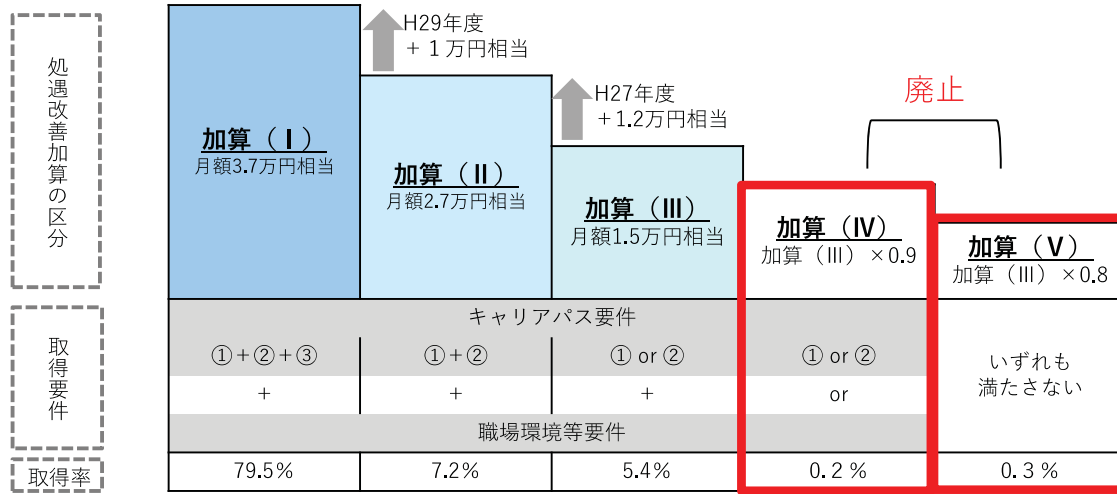 処遇改善加算の区分
H29年度
+ 1 万円相当
H27年度
+1.2万円相当
廃止
加算（Ⅰ）
月額3.7万円相当
加算（Ⅱ）
月額2.7万円相当
加算（Ⅲ）
月額1.5万円相当
加算（Ⅳ）
加算（Ⅲ）×0.9
加算（Ⅴ）
加算（Ⅲ）×0.8
取得要件
キャリアパス要件
①+②+③
①+②
① or ②
① or ②
いずれも
満たさない
+
+
+
or
職場環境等要件
取得率
79.5%
7.2%
5.4%
0.2 %
0.3 %